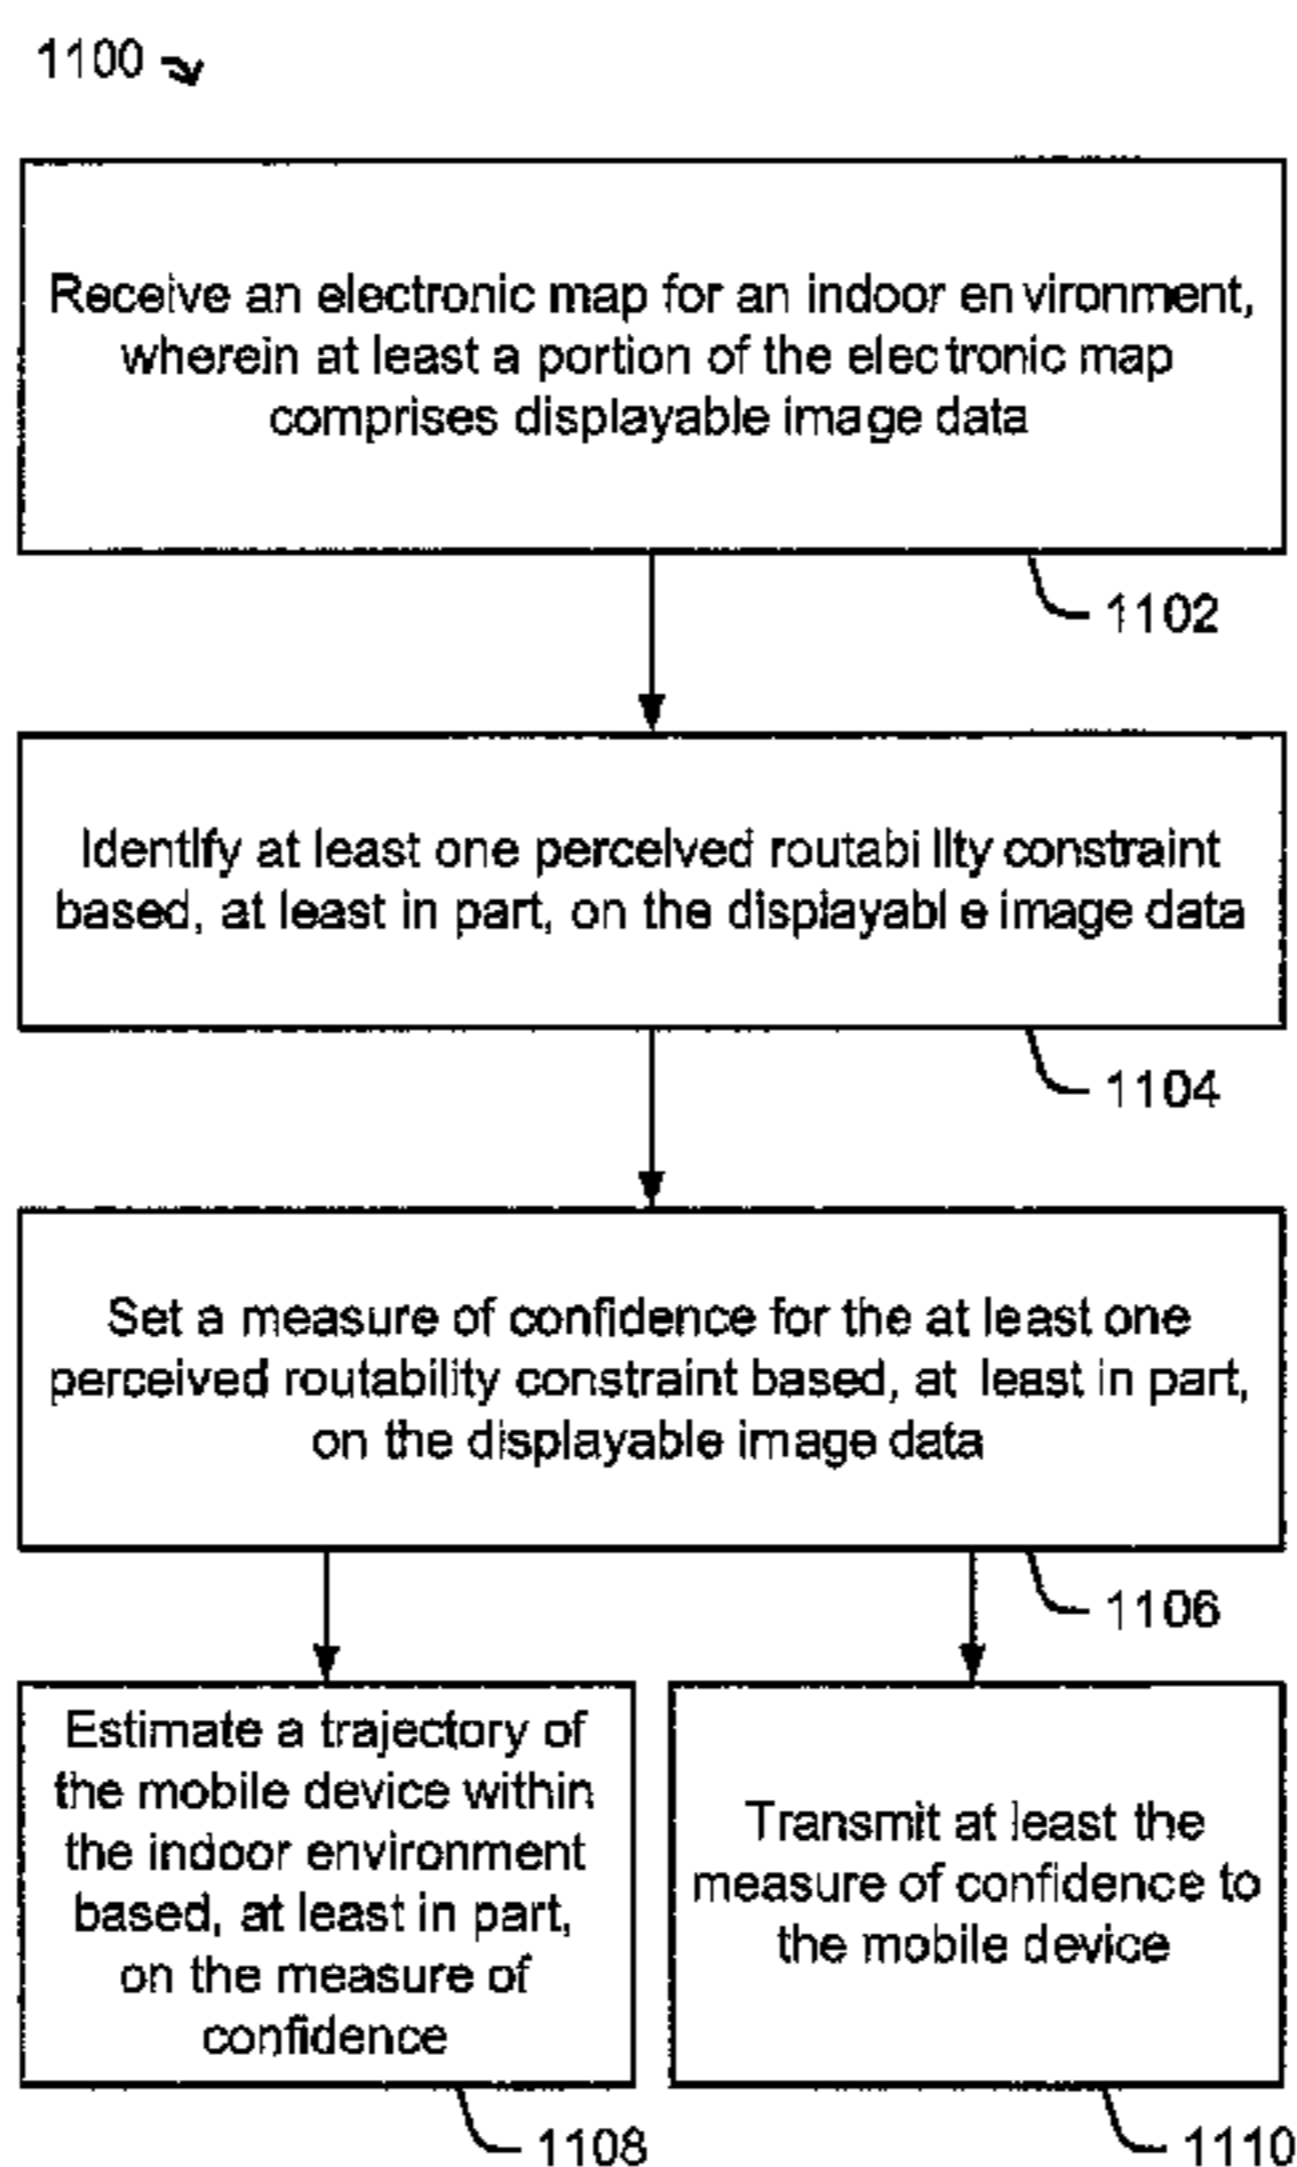 1100
Receive an electronic map for an indoor environment,
wherein at least a portion of the electronic map
comprises displayable image data
1102
Identify at least one perceived routability constraint
based, at least in part, on the displayable image data
1104
Set a measure of confidence for the at least one
perceived routability constraint based, at least in part,
on the displayable image data
1106
Estimate a trajectory of
the mobile device within
the indoor environment
based, at least in part,
on the measure of
confidence
1108
Transmit at least the
measure of confidence to
the mobile device
1110